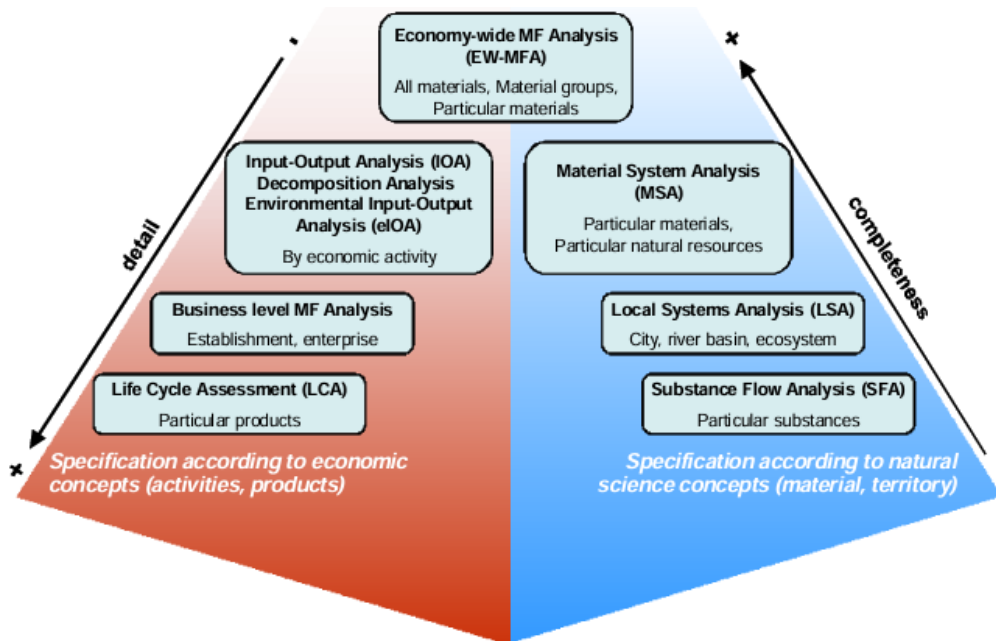 -
+
Economy-wide MF Analysis
(EW-MFA)
All materials, Material groups,
Particular materials
Input-Output Analysis (IOA)
Decomposition Analysis
Environmental Input-Output
Analysis (eIOA)
By economic activity
Material System Analysis
(MSA)
Particular materials,
Particular natural resources
detail
completeness
Business level MF Analysis
Establishment, enterprise
Local Systems Analysis (LSA)
City, river basin, ecosystem
Life Cycle Assessment (LCA)
Particular products
Substance Flow Analysis (SFA)
Particular substances
+
Specification according to economic
concepts (activities, products)
Specification according to natural
science concepts (material, territory)